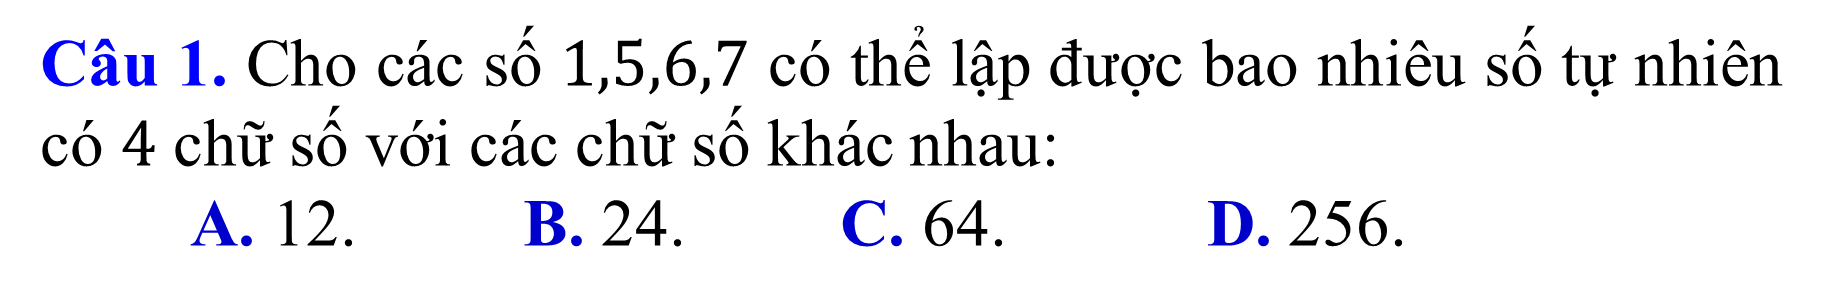 Câu 1. Cho các số 1,5,6,7 có thể lập được bao nhiêu số tự nhiên
có 4 chữ số với các chữ số khác nhau:
A. 12. B. 24. C. 64. D. 256.